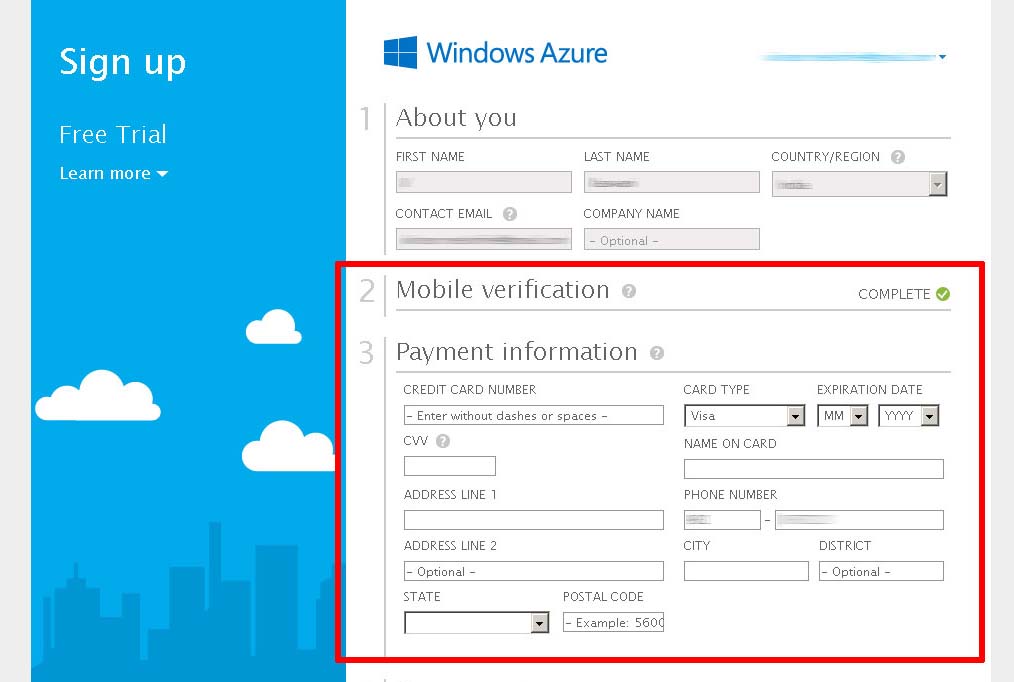 Sign up
Free Trial
Learn more
Windows Azure
1 About you
FIRST NAME LAST NAME COUNTRY/REGION ?
CONTACT EMAIL ? COMPANY NAME
- Optional -
2 Mobile verification ? COMPLETE
3 Payment information ?
CREDIT CARD NUMBER CARD TYPE EXPIRATION DATE
- Enter without dashes or spaces - Visa MM YYYY
CVV ? NAME ON CARD
ADDRESS LINE 1 PHONE NUMBER
-
ADDRESS LINE 2 CITY DISTRICT
- Optional - - Optional -
STATE POSTAL CODE
- Example: 560